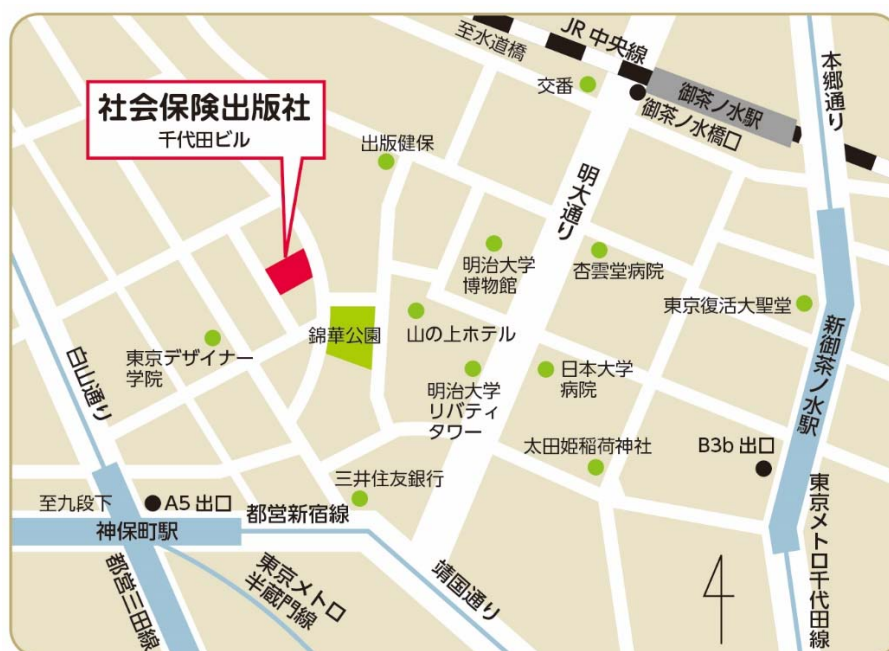 JR 中央線
至水道橋
本郷通り
社会保険出版社
千代田ビル
交番
御茶ノ水駅
御茶ノ水橋口
出版健保
明大通り
明治大学
博物館
杏雲堂病院
東京復活大聖堂
錦華公園
山の上ホテル
新御茶ノ水駅
東京デザイナー
学院
白山通り
明治大学
リバティ
タワー
日本大学
病院
太田姫稲荷神社
B3b 出口
三井住友銀行
至九段下
A5 出口
都営新宿線
神保町駅
東京メトロ
半蔵門線
都営三田線
靖国通り
東京メトロ千代田線